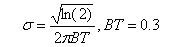 σ = √ln(2) / 2πBT, BT = 0.3